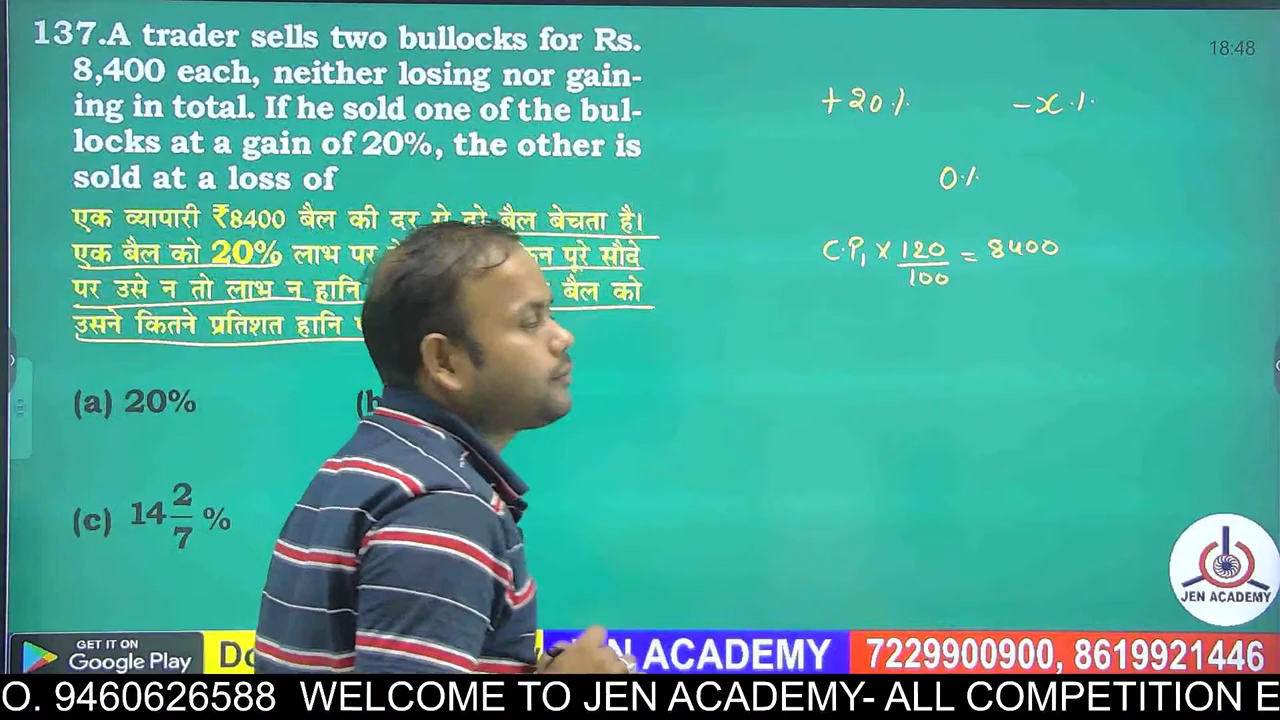 137.A trader sells two bullocks for Rs.
8,400 each, neither losing nor gain-
ing in total. If he sold one of the bul-
locks at a gain of 20%, the other is
sold at a loss of
एक व्यापारी ₹8400 बैल की दर से दो बैल बेचता है।
एक बैल को 20% लाभ पर न पूरे सौदे
पर उसे न तो लाभ न हानि बैल को
उसने कितने प्रतिशत हानि
(a) 20%
(b
(c) 14 2/7 %
18:48
+20% -x%
0%
C.P₁ × 120/100 = 8400
JEN ACADEMY
GET IT ON
Google Play
Do
JEN ACADEMY
7229900900, 8619921446
O. 9460626588 WELCOME TO JEN ACADEMY- ALL COMPETITION E